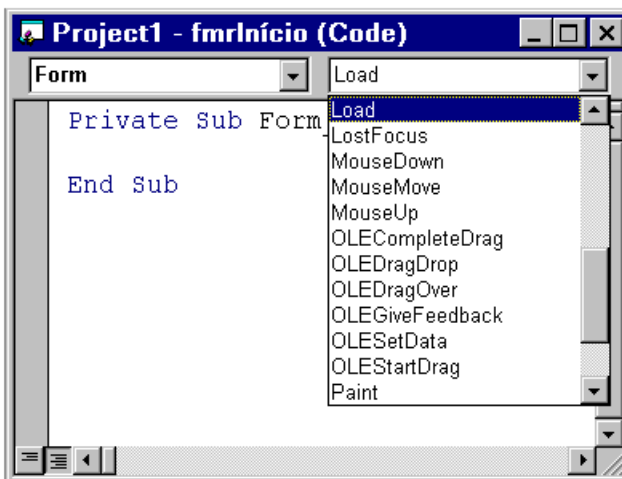 Project1 - fmrInício (Code)
Form
Load
Private Sub Form_
End Sub
Load
LostFocus
MouseDown
MouseMove
MouseUp
OLECompleteDrag
OLEDragDrop
OLEDragOver
OLEGiveFeedback
OLESetData
OLEStartDrag
Paint